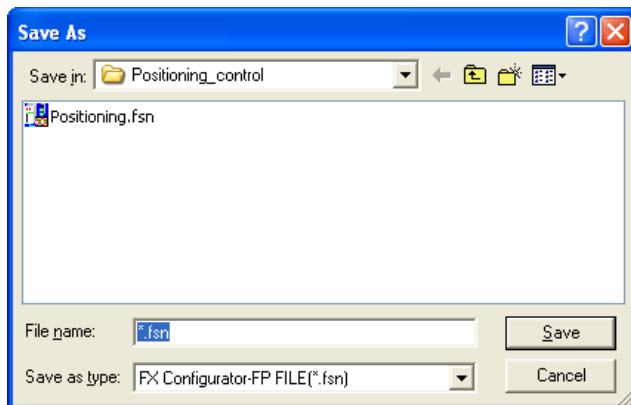 Save As
Save in: Positioning_control
Positioning.fsn
File name: *.fsn Save
Save as type: FX Configurator-FP FILE(*.fsn) Cancel